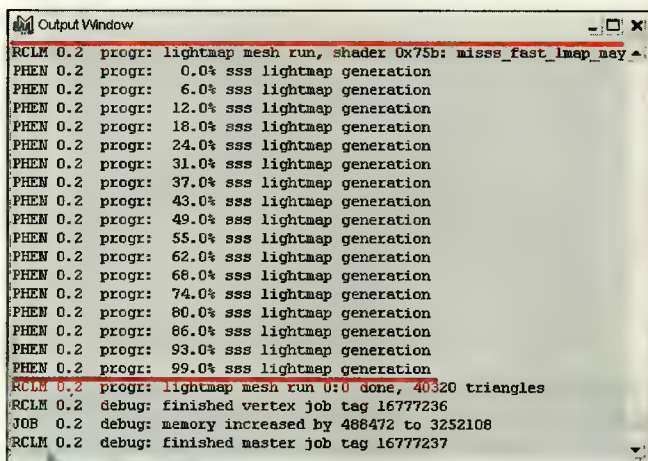 Output Window
RCLM 0.2 progr: lightmap mesh run, shader 0x75b: misss_fast_lmap_may
PHEN 0.2 progr: 0.0% sss lightmap generation
PHEN 0.2 progr: 6.0% sss lightmap generation
PHEN 0.2 progr: 12.0% sss lightmap generation
PHEN 0.2 progr: 18.0% sss lightmap generation
PHEN 0.2 progr: 24.0% sss lightmap generation
PHEN 0.2 progr: 31.0% sss lightmap generation
PHEN 0.2 progr: 37.0% sss lightmap generation
PHEN 0.2 progr: 43.0% sss lightmap generation
PHEN 0.2 progr: 49.0% sss lightmap generation
PHEN 0.2 progr: 55.0% sss lightmap generation
PHEN 0.2 progr: 62.0% sss lightmap generation
PHEN 0.2 progr: 68.0% sss lightmap generation
PHEN 0.2 progr: 74.0% sss lightmap generation
PHEN 0.2 progr: 80.0% sss lightmap generation
PHEN 0.2 progr: 86.0% sss lightmap generation
PHEN 0.2 progr: 93.0% sss lightmap generation
PHEN 0.2 progr: 99.0% sss lightmap generation
RCLM 0.2 progr: lightmap mesh run 0:0 done, 40320 triangles
RCLM 0.2 debug: finished vertex job tag 16777236
JOB 0.2 debug: memory increased by 488472 to 3252108
RCLM 0.2 debug: finished master job tag 16777237